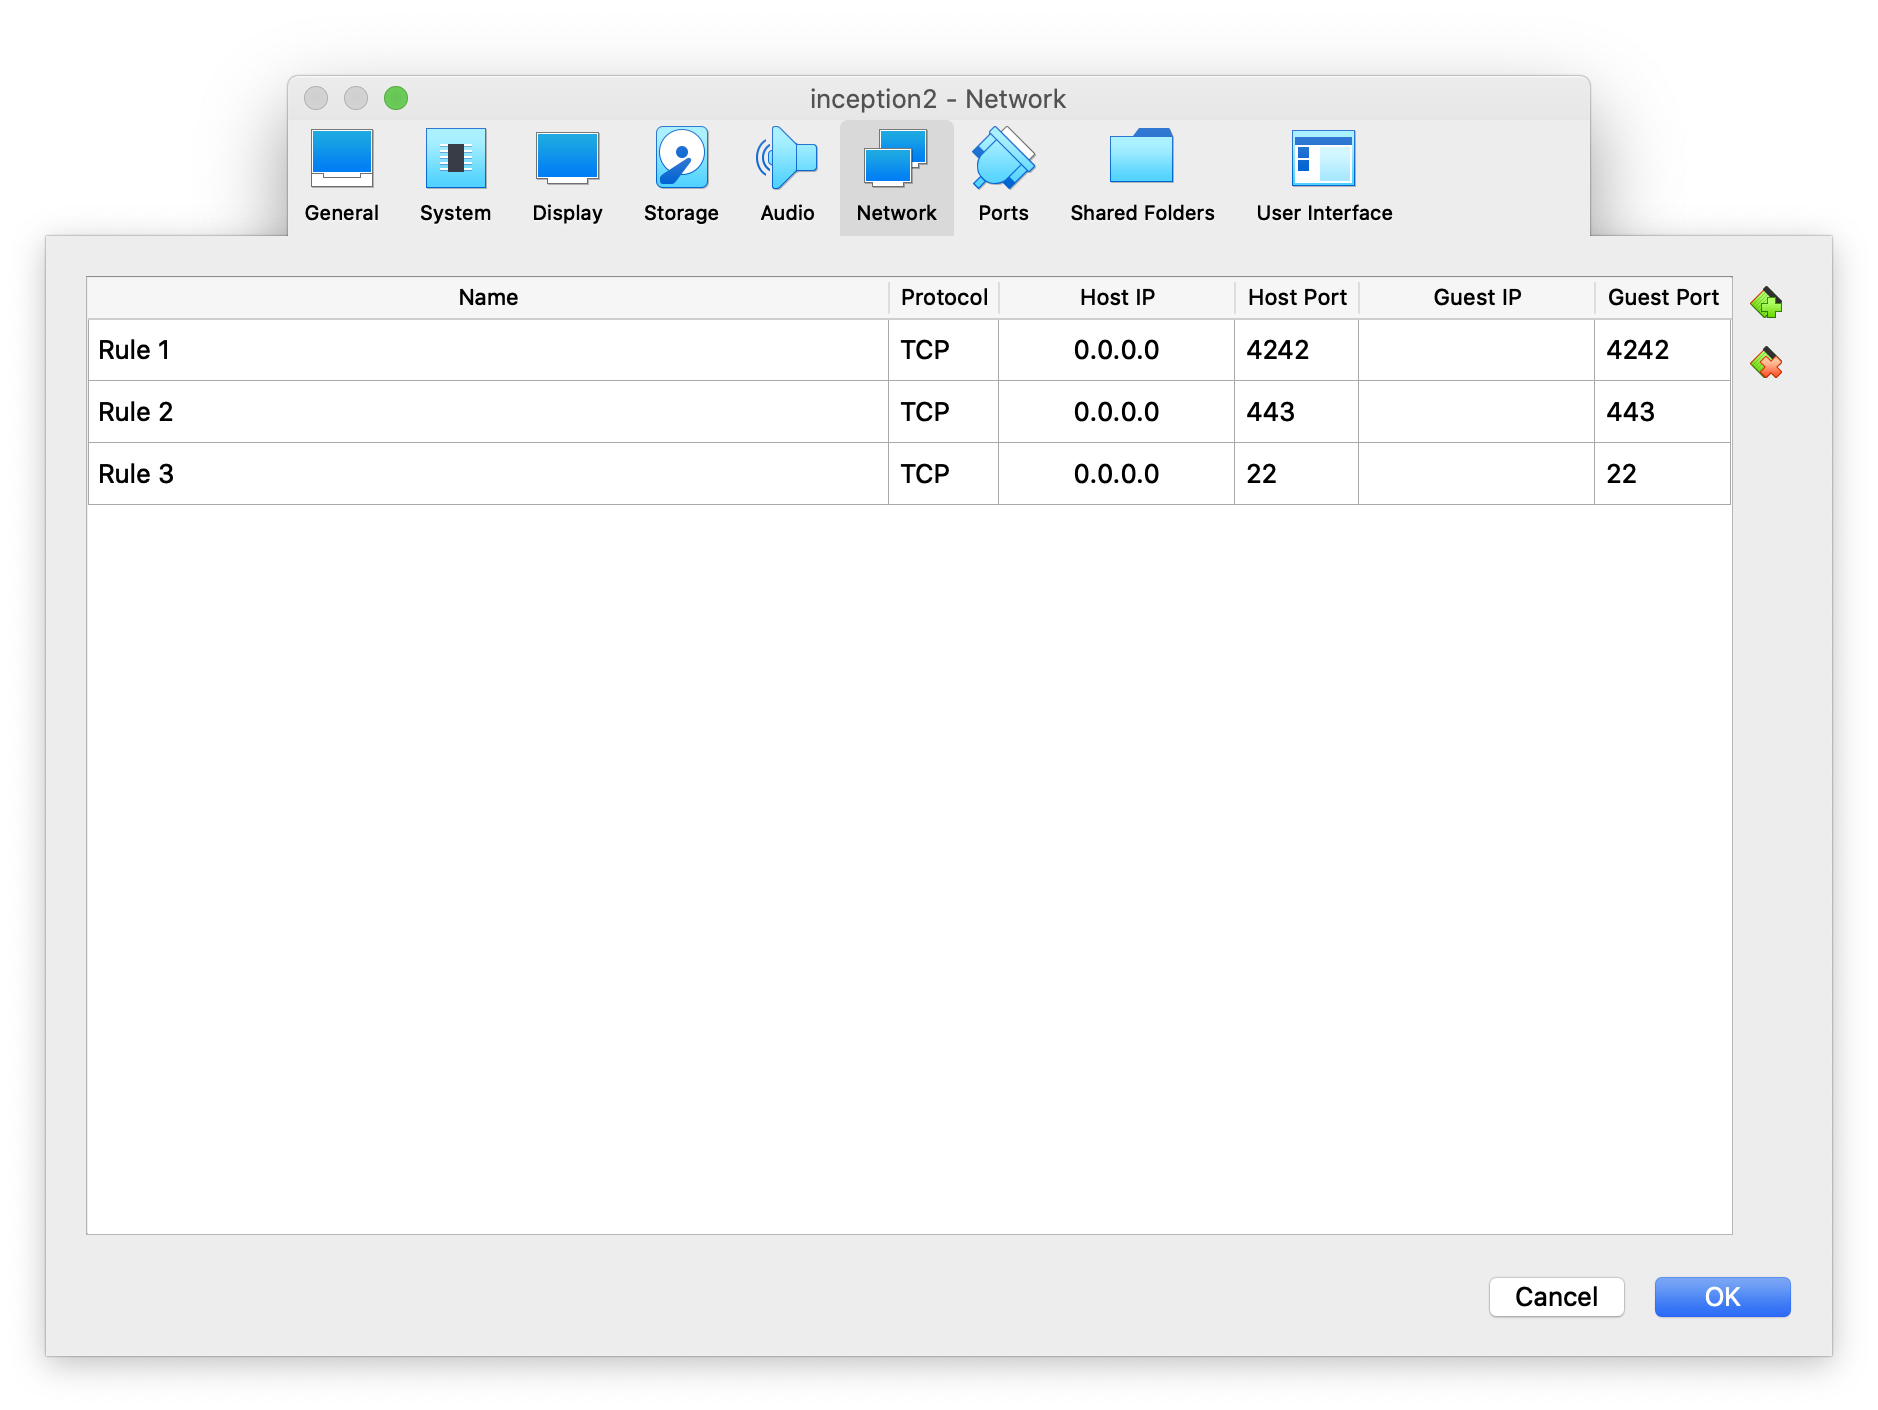 inception2 - Network
General System Display Storage Audio Network Ports Shared Folders User Interface
Name Protocol Host IP Host Port Guest IP Guest Port
Rule 1 TCP 0.0.0.0 4242 4242
Rule 2 TCP 0.0.0.0 443 443
Rule 3 TCP 0.0.0.0 22 22
Cancel OK